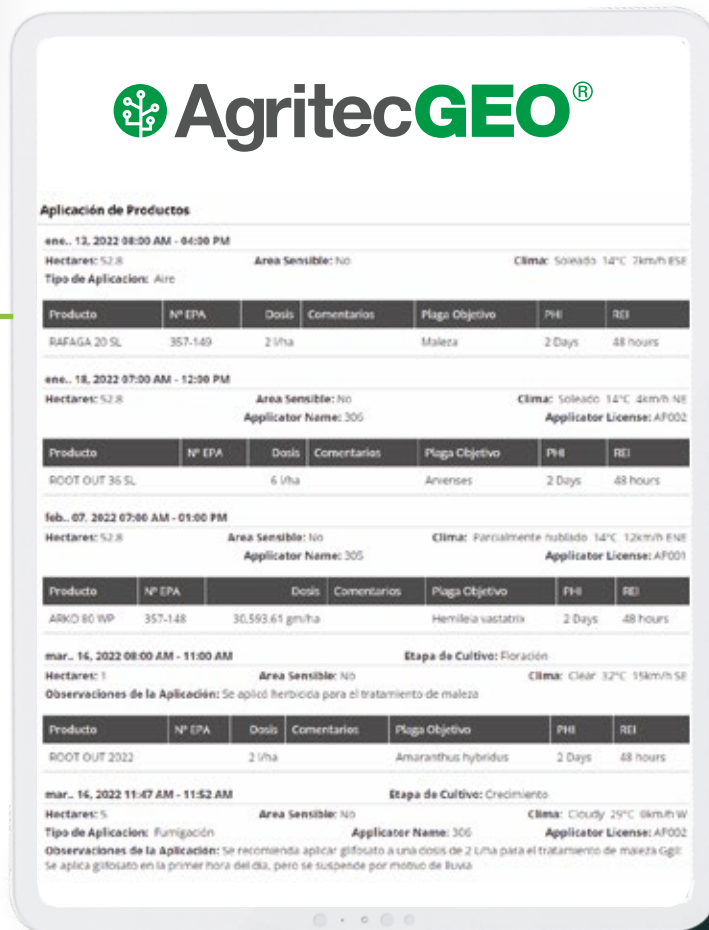 AgritecGEO®
Aplicación de Productos
ene.. 13, 2022 08:00 AM - 04:00 PM
Hectares: 52.8 Area Sensible: No Clima: Soleado 14°C 7km/h ESE
Tipo de Aplicacion: Aire
Producto Nº EPA Dosis Comentarios Plaga Objetivo PHI REI
RAFAGA 20 SL 357-149 2 l/ha Maleza 2 Days 48 hours
ene.. 18, 2022 07:00 AM - 12:00 PM
Hectares: 52.8 Area Sensible: No Clima: Soleado 14°C 4km/h NE
Applicator Name: 306 Applicator License: AP002
Producto Nº EPA Dosis Comentarios Plaga Objetivo PHI REI
ROOT OUT 36 SL 6 l/ha Arvenses 2 Days 48 hours
feb.. 07, 2022 07:00 AM - 01:00 PM
Hectares: 52.8 Area Sensible: No Clima: Parcialmente nublado 14°C 12km/h ENE
Applicator Name: 305 Applicator License: AP001
Producto Nº EPA Dosis Comentarios Plaga Objetivo PHI REI
ARKO 80 WP 357-148 30,593.61 gm/ha Hemileia vastatrix 2 Days 48 hours
mar.. 16, 2022 08:00 AM - 11:00 AM Etapa de Cultivo: Floración
Hectares: 1 Area Sensible: No Clima: Clear 32°C 15km/h SE
Observaciones de la Aplicación: Se aplicó herbicida para el tratamiento de maleza
Producto Nº EPA Dosis Comentarios Plaga Objetivo PHI REI
ROOT OUT 2022 2 l/ha Amaranthus hybridus 2 Days 48 hours
mar.. 16, 2022 11:47 AM - 11:52 AM Etapa de Cultivo: Crecimiento
Hectares: 5 Area Sensible: No Clima: Cloudy 29°C 6km/h W
Tipo de Aplicacion: Fumigación Applicator Name: 306 Applicator License: AP002
Observaciones de la Aplicación: Se recomienda aplicar glifosato a una dosis de 2 L/ha para el tratamiento de maleza
Se aplica glifosato en la primer hora del día, pero se suspende por motivo de lluvia